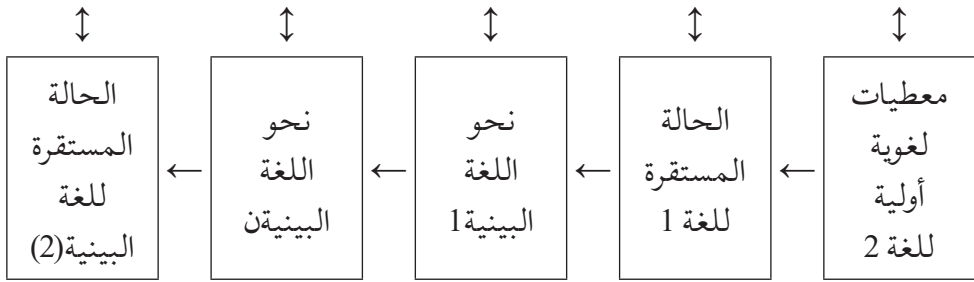 معطيات
لغوية
أولية
للغة 2
الحالة
المستقرة
للغة 1
نحو
اللغة
البينية1
نحو
اللغة
البينيةن
الحالة
المستقرة
للغة
البينية(2)